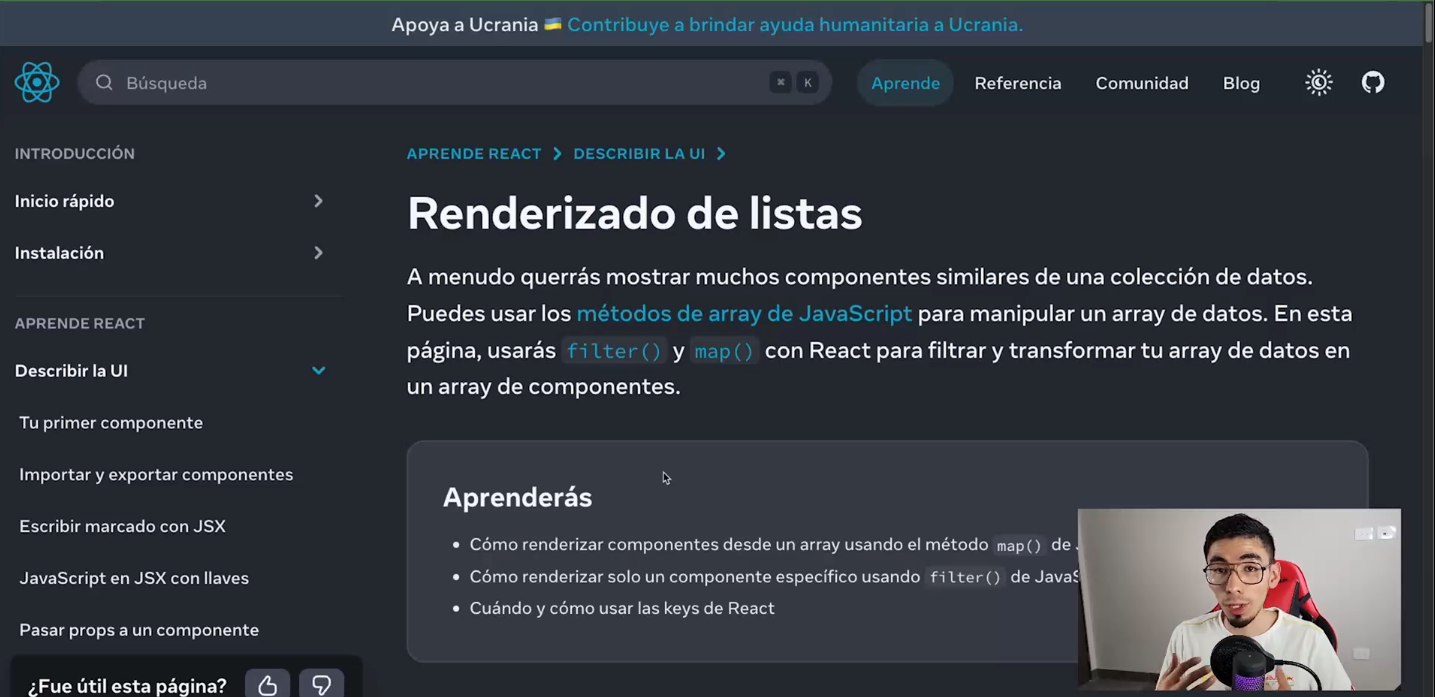 Apoya a Ucrania 🇺🇦 Contribuye a brindar ayuda humanitaria a Ucrania.
Búsqueda
⌘ K
Aprende
Referencia
Comunidad
Blog
INTRODUCCIÓN
Inicio rápido
Instalación
APRENDE REACT
Describir la UI
Tu primer componente
Importar y exportar componentes
Escribir marcado con JSX
JavaScript en JSX con llaves
Pasar props a un componente
¿Fue útil esta página?
APRENDE REACT > DESCRIBIR LA UI >
Renderizado de listas
A menudo querrás mostrar muchos componentes similares de una colección de datos.
Puedes usar los métodos de array de JavaScript para manipular un array de datos. En esta
página, usarás filter() y map() con React para filtrar y transformar tu array de datos en
un array de componentes.
Aprenderás
• Cómo renderizar componentes desde un array usando el método map() de
• Cómo renderizar solo un componente específico usando filter() de JavaS
• Cuándo y cómo usar las keys de React